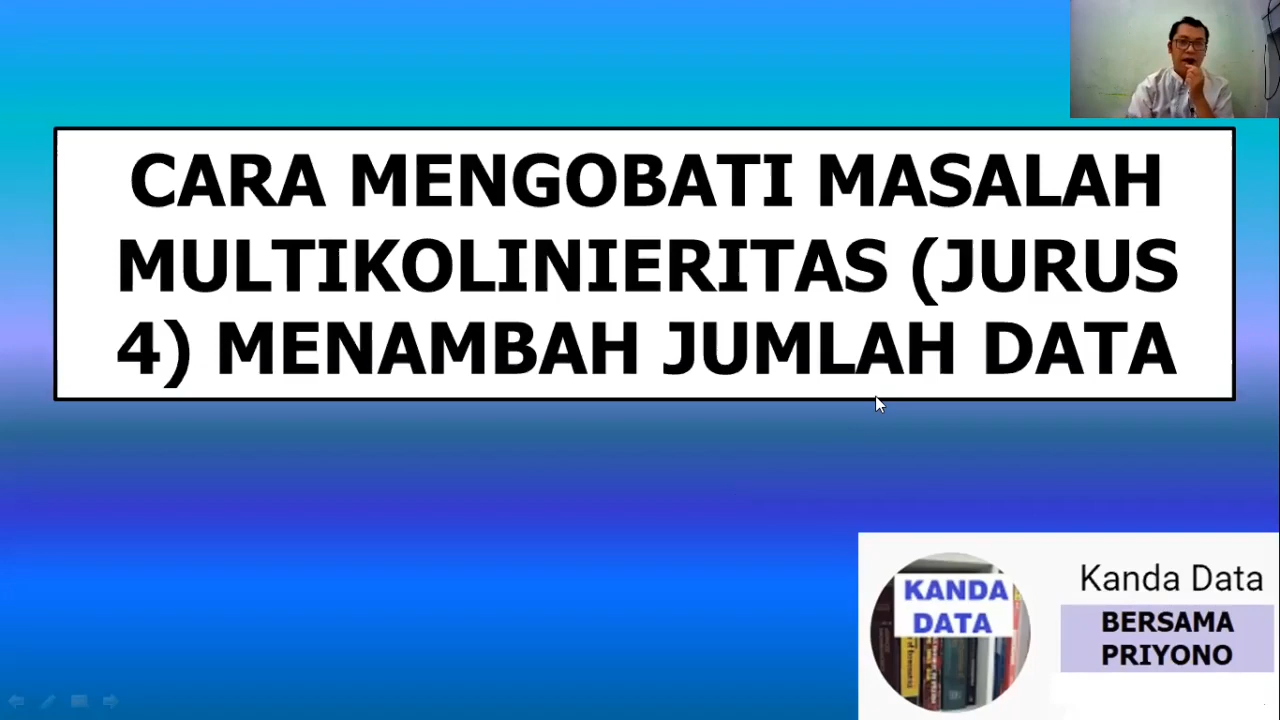 CARA MENGOBATI MASALAH
MULTIKOLINIERITAS (JURUS
4) MENAMBAH JUMLAH DATA
KANDA
DATA
Kanda Data
BERSAMA
PRIYONO